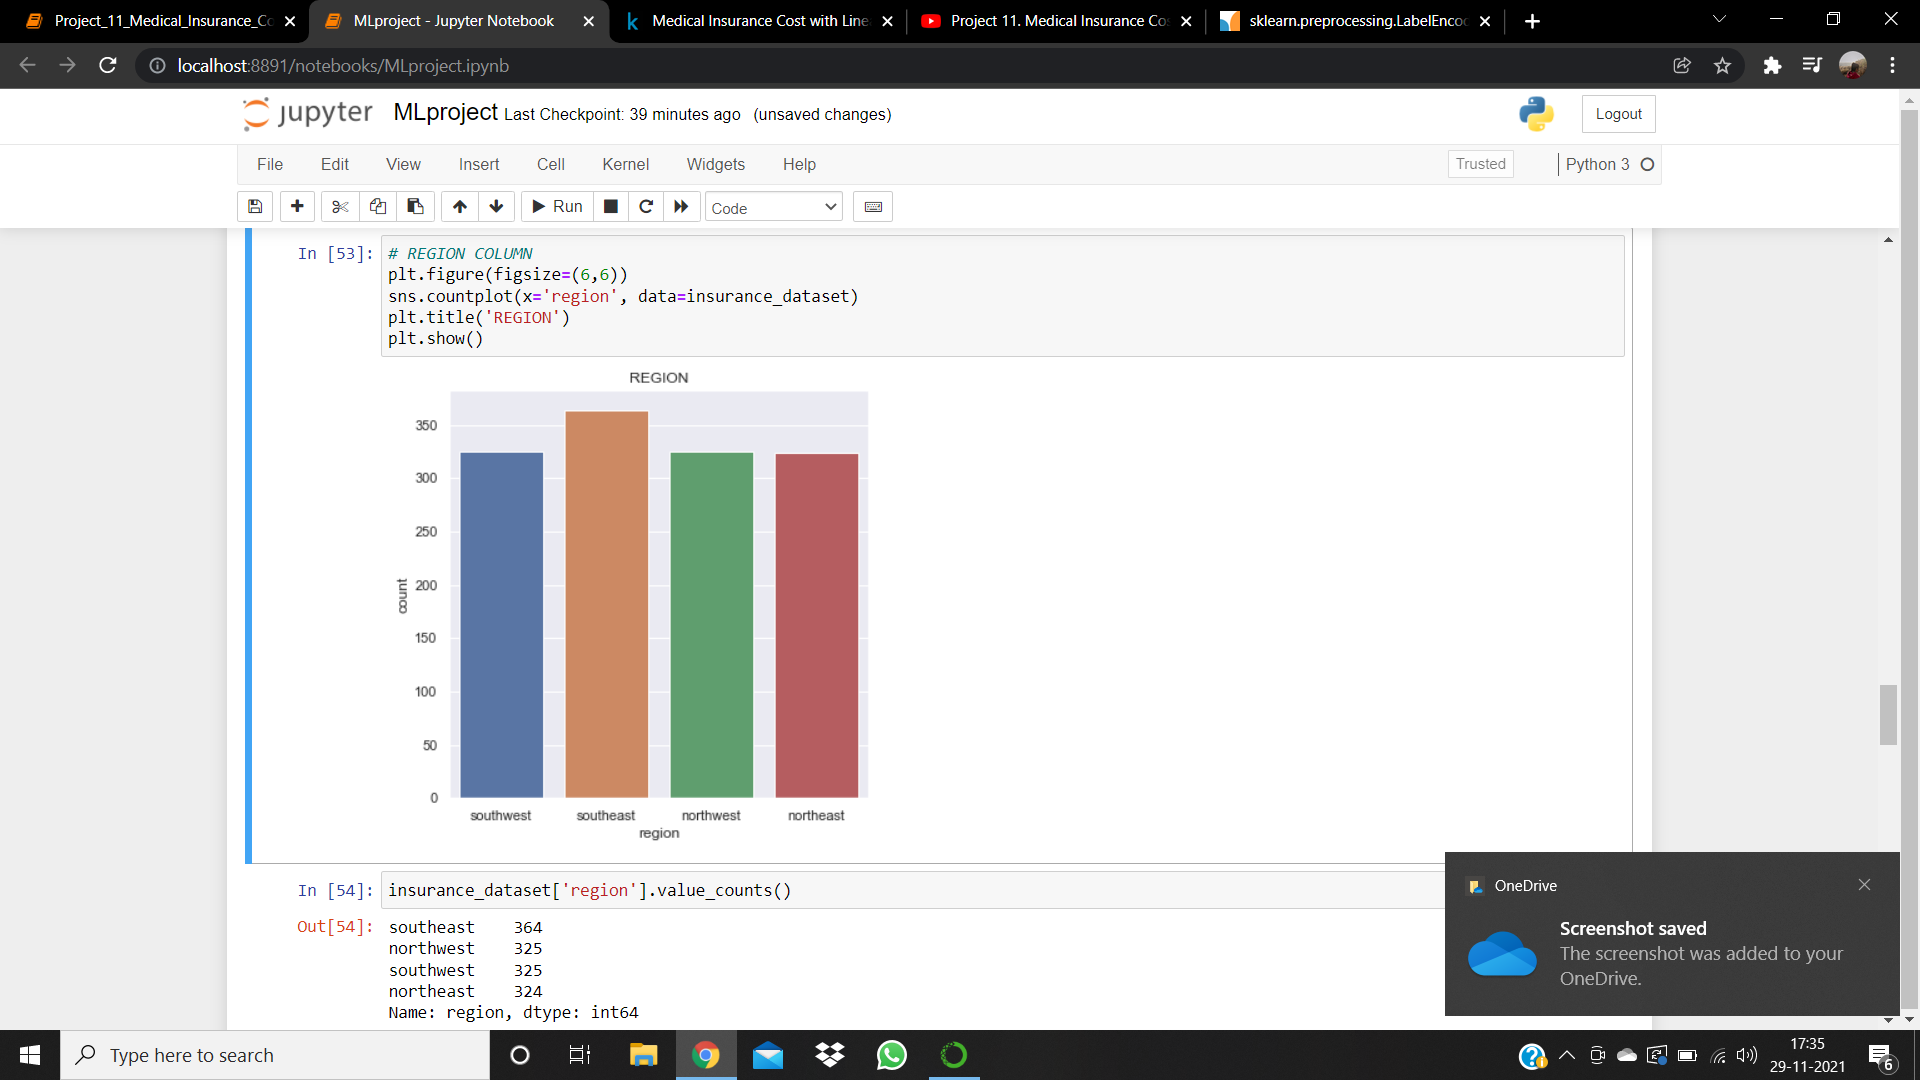 Project_11_Medical_Insurance_Co
MLproject - Jupyter Notebook
Medical Insurance Cost with Line
Project 11. Medical Insurance Cos
sklearn.preprocessing.LabelEncod
localhost:8891/notebooks/MLproject.ipynb
jupyter MLproject Last Checkpoint: 39 minutes ago (unsaved changes)
Logout
File Edit View Insert Cell Kernel Widgets Help
Trusted
Python 3
Run
Code
In [53]:
# REGION COLUMN
plt.figure(figsize=(6,6))
sns.countplot(x='region', data=insurance_dataset)
plt.title('REGION')
plt.show()
REGION
350
300
250
200
150
100
50
0
count
southwest southeast northwest northeast
region
In [54]: insurance_dataset['region'].value_counts()
Out[54]:
southeast 364
northwest 325
southwest 325
northeast 324
Name: region, dtype: int64
OneDrive
Screenshot saved
The screenshot was added to your
OneDrive.
Type here to search
17:35
29-11-2021
6